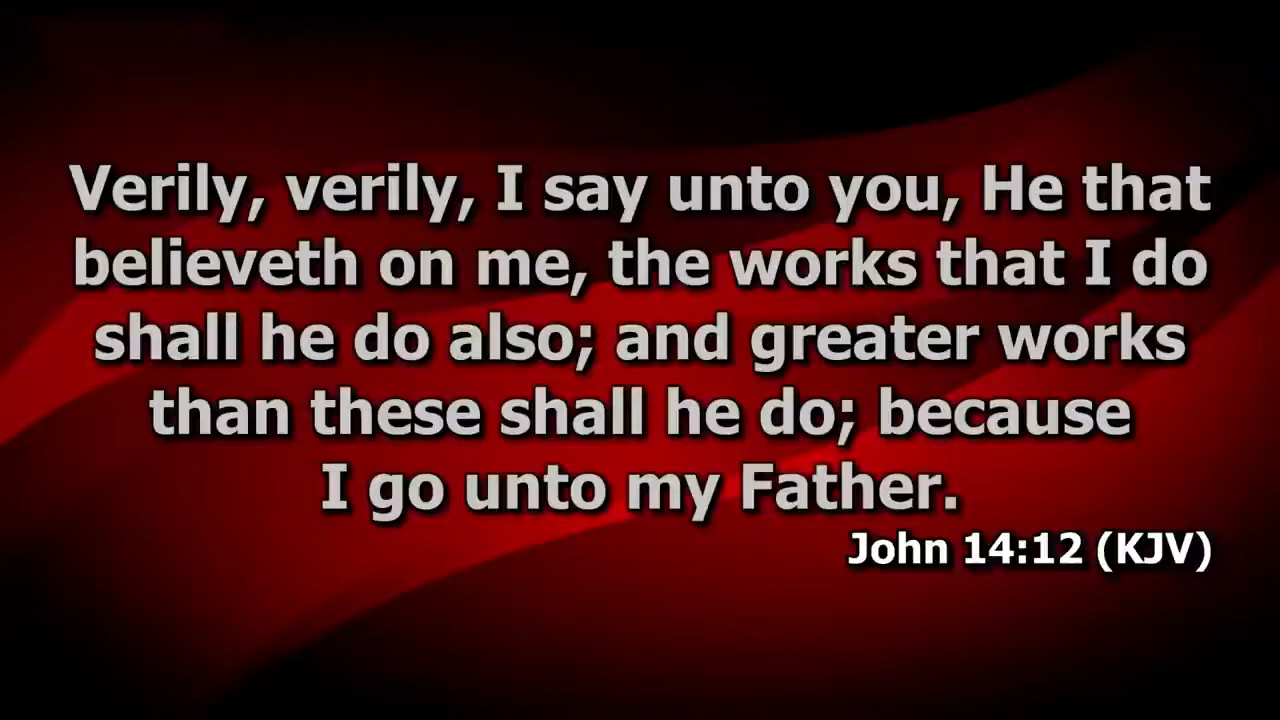 Verily, verily, I say unto you, He that
believeth on me, the works that I do
shall he do also; and greater works
than these shall he do; because
I go unto my Father.
John 14:12 (KJV)